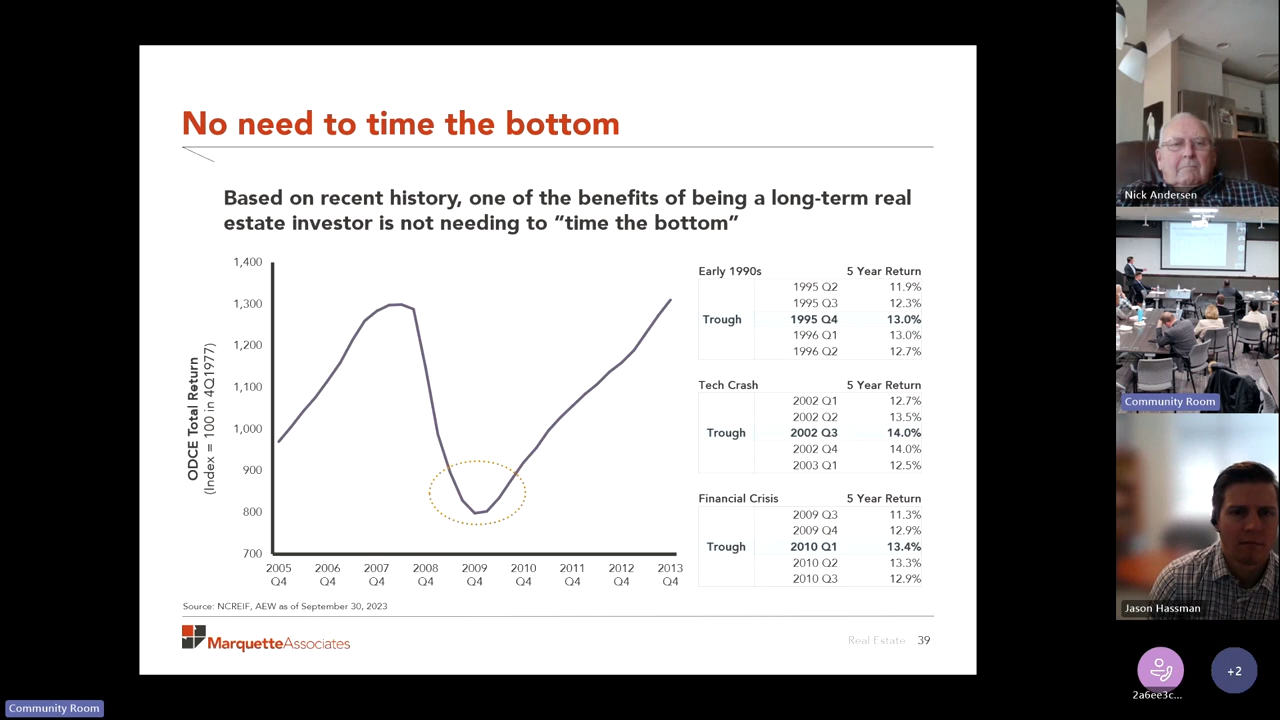 No need to time the bottom
Based on recent history, one of the benefits of being a long-term real
estate investor is not needing to “time the bottom”
ODCE Total Return
(Index = 100 in 4Q1977)
1,400
1,300
1,200
1,100
1,000
900
800
700
2005 2006 2007 2008 2009 2010 2011 2012 2013
Q4 Q4 Q4 Q4 Q4 Q4 Q4 Q4 Q4
Early 1990s 5 Year Return
1995 Q2 11.9%
1995 Q3 12.3%
Trough 1995 Q4 13.0%
1996 Q1 13.0%
1996 Q2 12.7%
Tech Crash 5 Year Return
2002 Q1 12.7%
2002 Q2 13.5%
Trough 2002 Q3 14.0%
2002 Q4 14.0%
2003 Q1 12.5%
Financial Crisis 5 Year Return
2009 Q3 11.3%
2009 Q4 12.9%
Trough 2010 Q1 13.4%
2010 Q2 13.3%
2010 Q3 12.9%
Source: NCREIF, AEW as of September 30, 2023
MarquetteAssociates
Real Estate 39
Nick Andersen
Community Room
Jason Hassman
2a6ee3c...
+2
Community Room